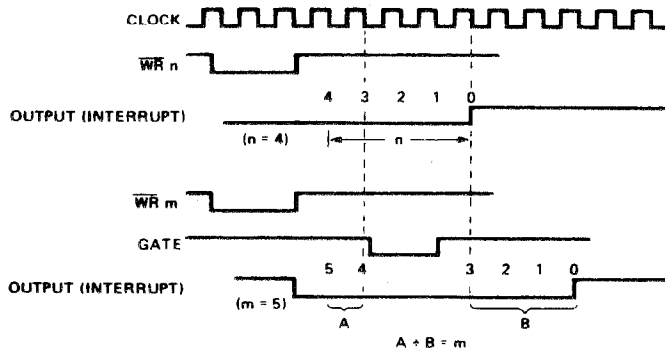 CLOCK
WR n
4 3 2 1 0
OUTPUT (INTERRUPT)
(n = 4) n
WR m
GATE
5 4 3 2 1 0
OUTPUT (INTERRUPT)
(m = 5)
A B
A + B = m